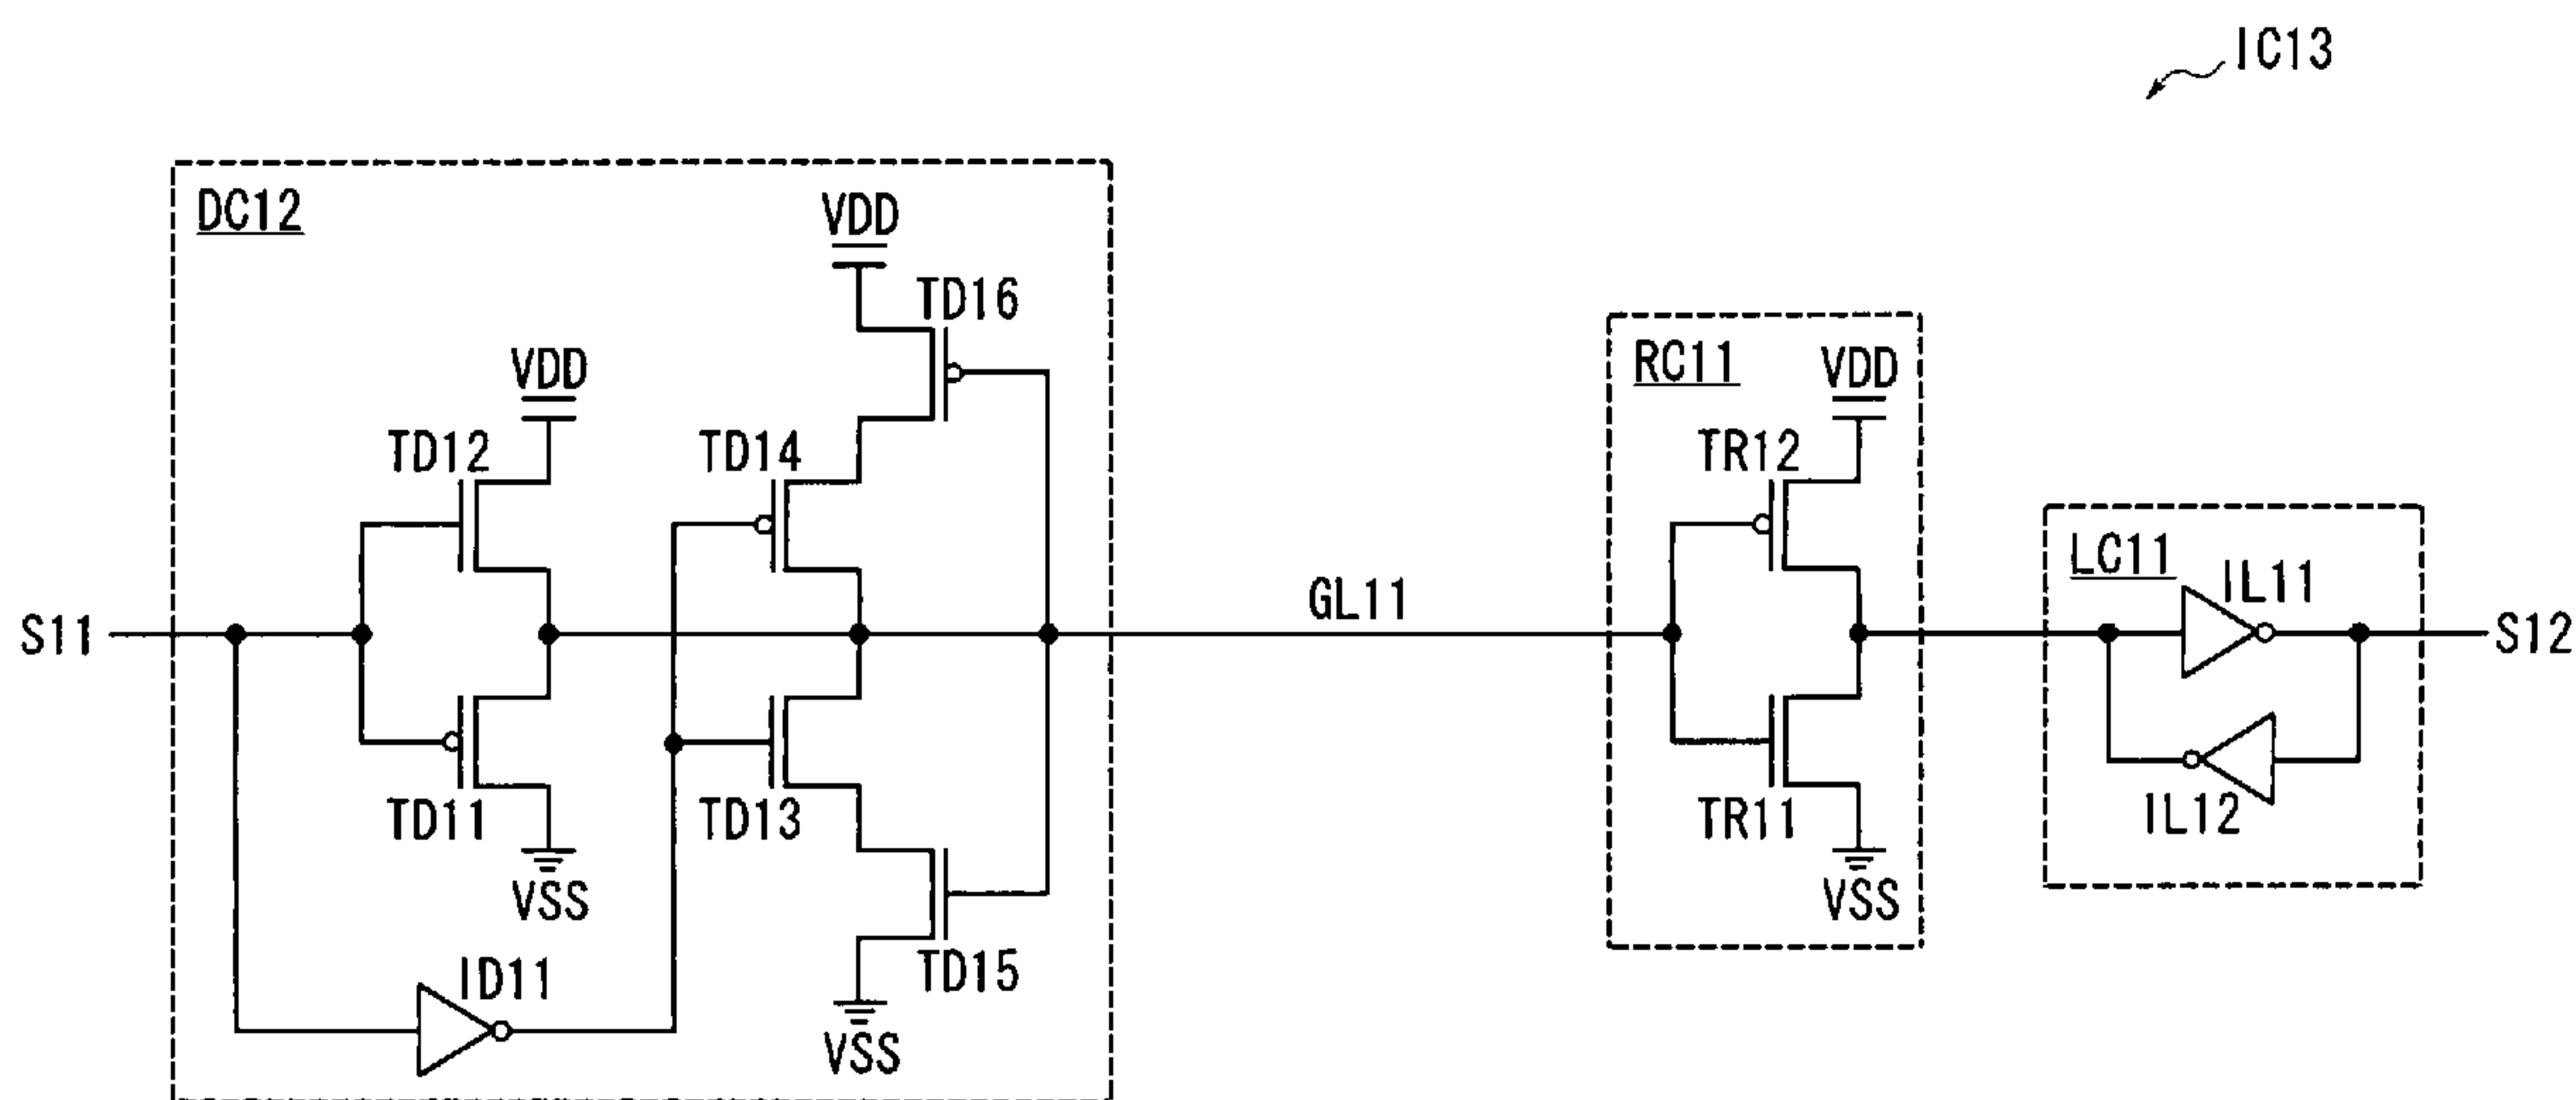 IC13
DC12
VDD
TD16
VDD
TD12
TD14
S11
TD11
TD13
VSS
ID11
TD15
VSS
GL11
RC11
VDD
TR12
TR11
VSS
LC11
IL11
IL12
S12